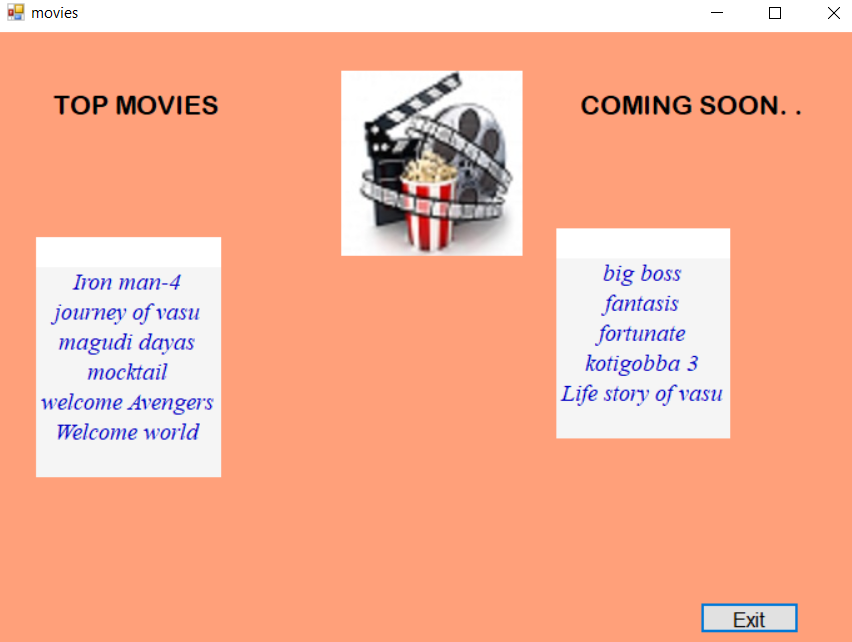 movies
TOP MOVIES
COMING SOON. .
Iron man-4
journey of vasu
magudi dayas
mocktail
welcome Avengers
Welcome world
big boss
fantasis
fortunate
kotigobba 3
Life story of vasu
Exit